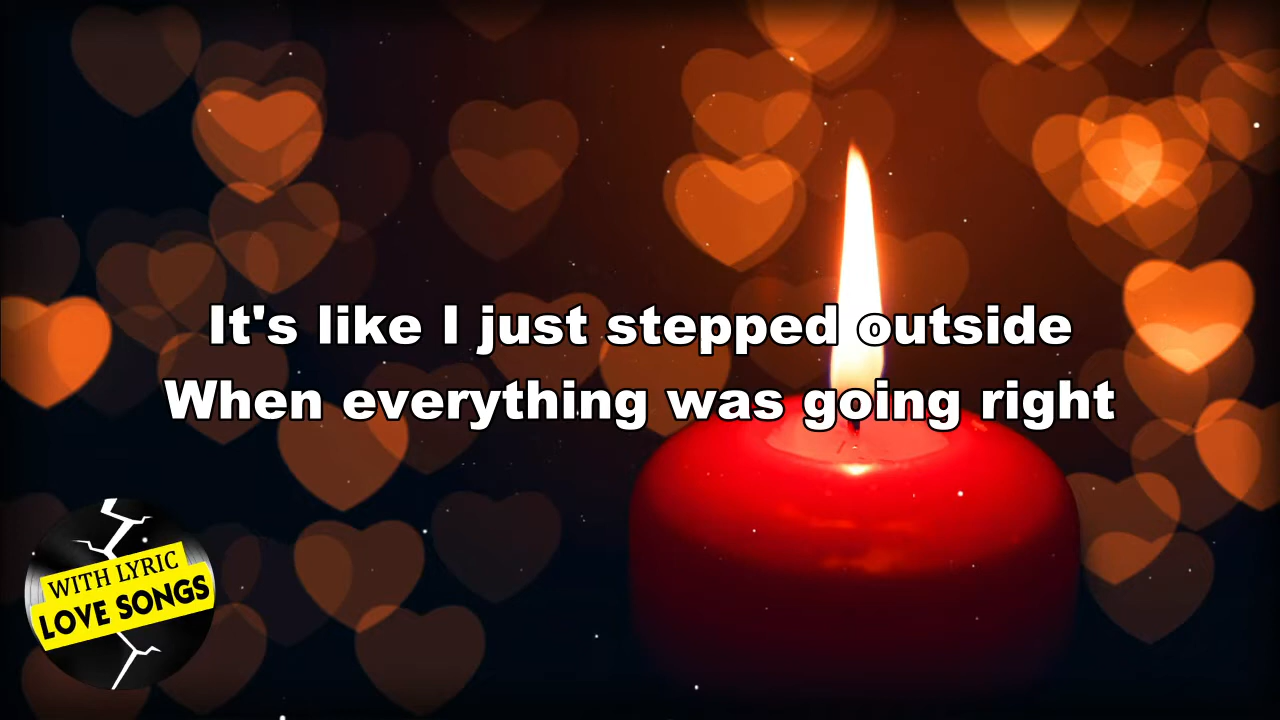 It's like I just stepped outside
When everything was going right
WITH LYRIC
LOVE SONGS